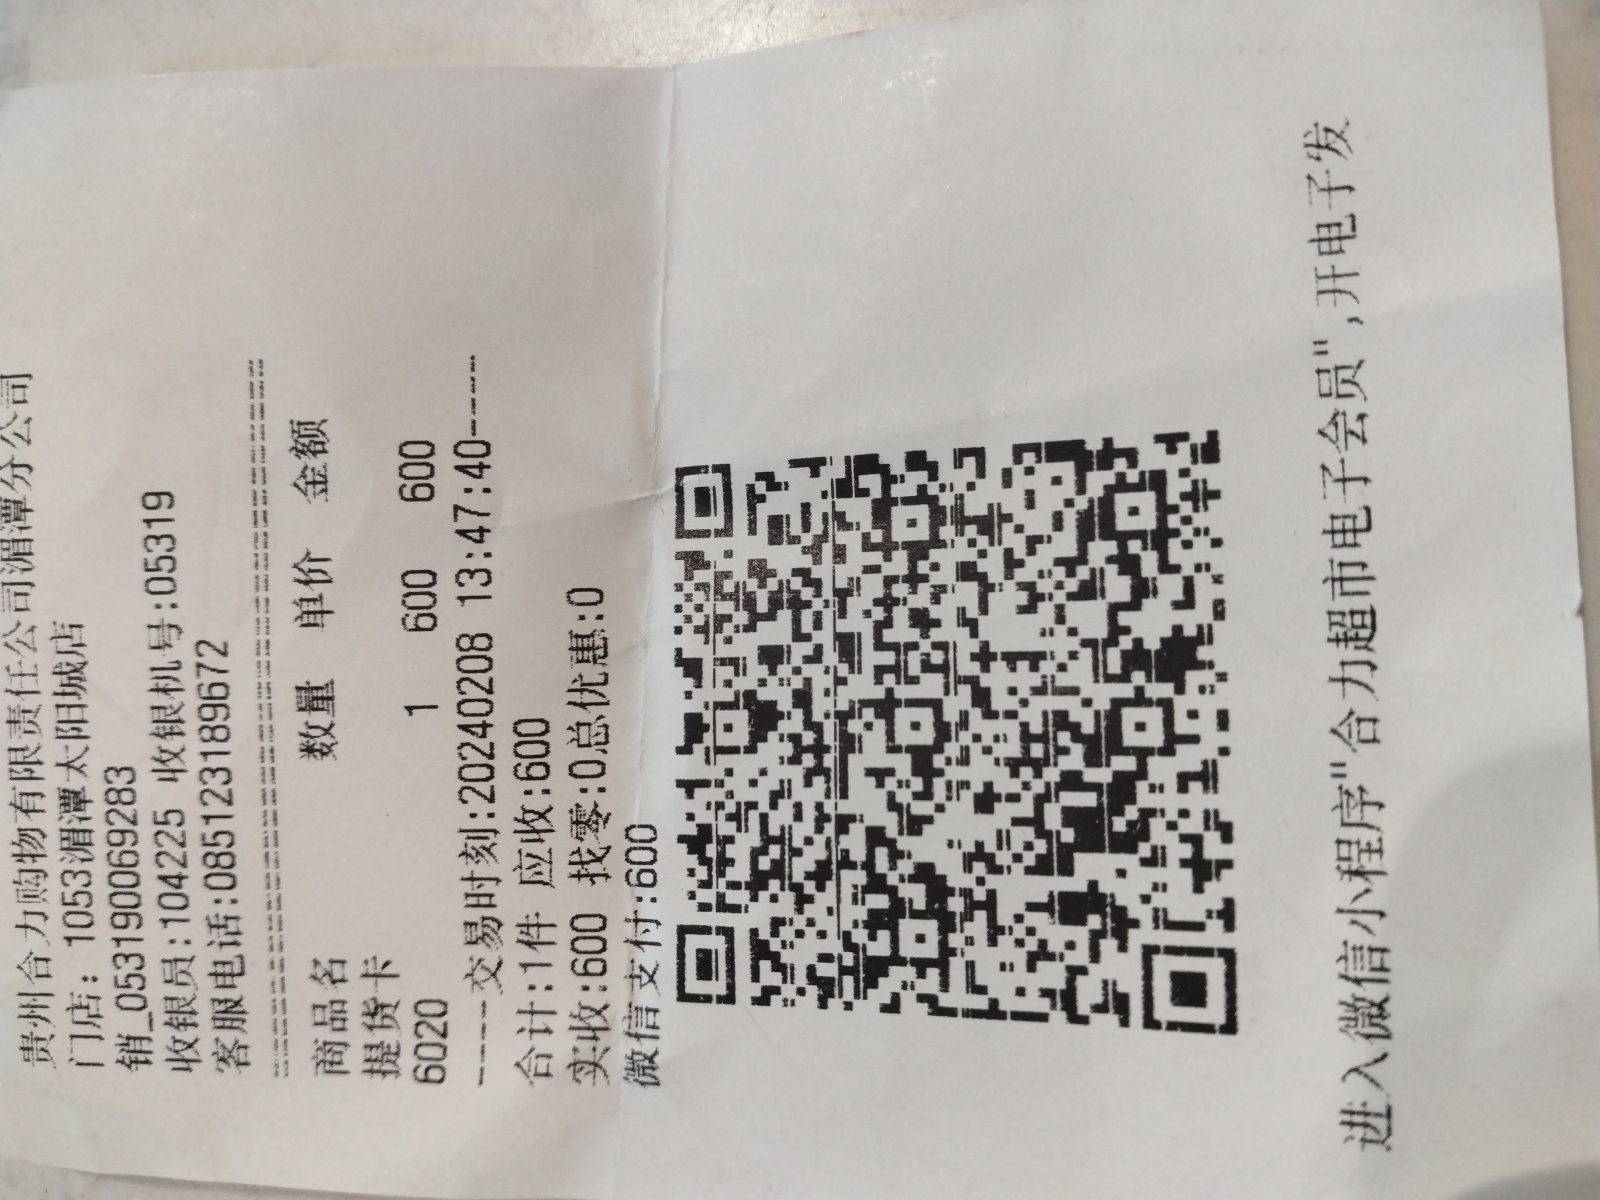 贵州合力购物有限责任公司湄潭分公司
门店: 1053湄潭太阳城店
销_053190069283
收银员:104225 收银机号:05319
客服电话:085123189672
商品名 数量 单价 金额
提货卡
6020 1 600 600
----交易时刻:20240208 13:47:40----
合计:1件 应收:600
实收:600 找零:0总优惠:0
微信支付:600
进入微信小程序"合力超市电子会员",开电子发